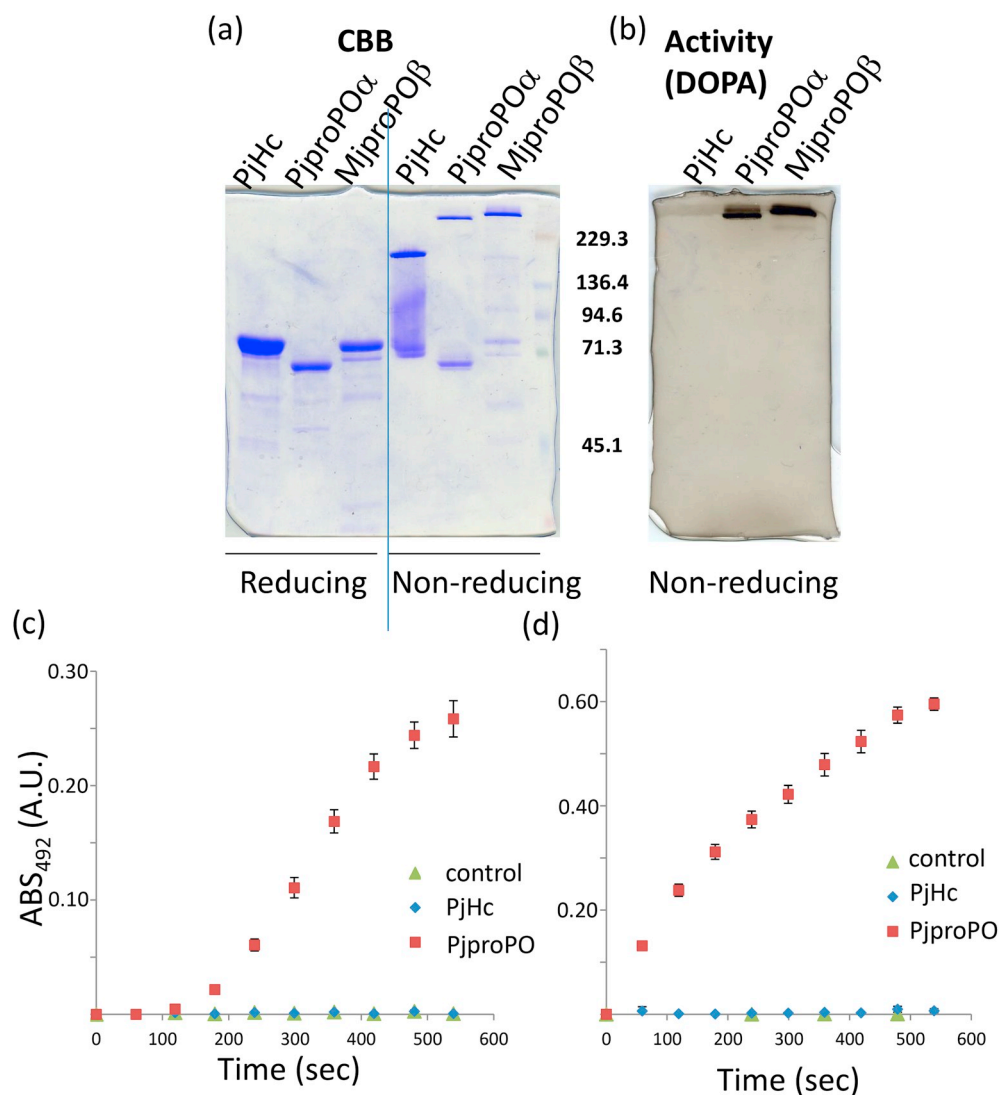 (a)
CBB
PjHc
PjproPOα
MjproPOβ
PjHc
PjproPOα
MjproPOβ
(b)
Activity
(DOPA)
PjHc
PjproPOα
MjproPOβ
229.3
136.4
94.6
71.3
45.1
Reducing
Non-reducing
Non-reducing
(c)
0.30
0.20
0.10
ABS492 (A.U.)
control
PjHc
PjproPO
0 100 200 300 400 500 600
Time (sec)
(d)
0.60
0.40
0.20
control
PjHc
PjproPO
0 100 200 300 400 500 600
Time (sec)